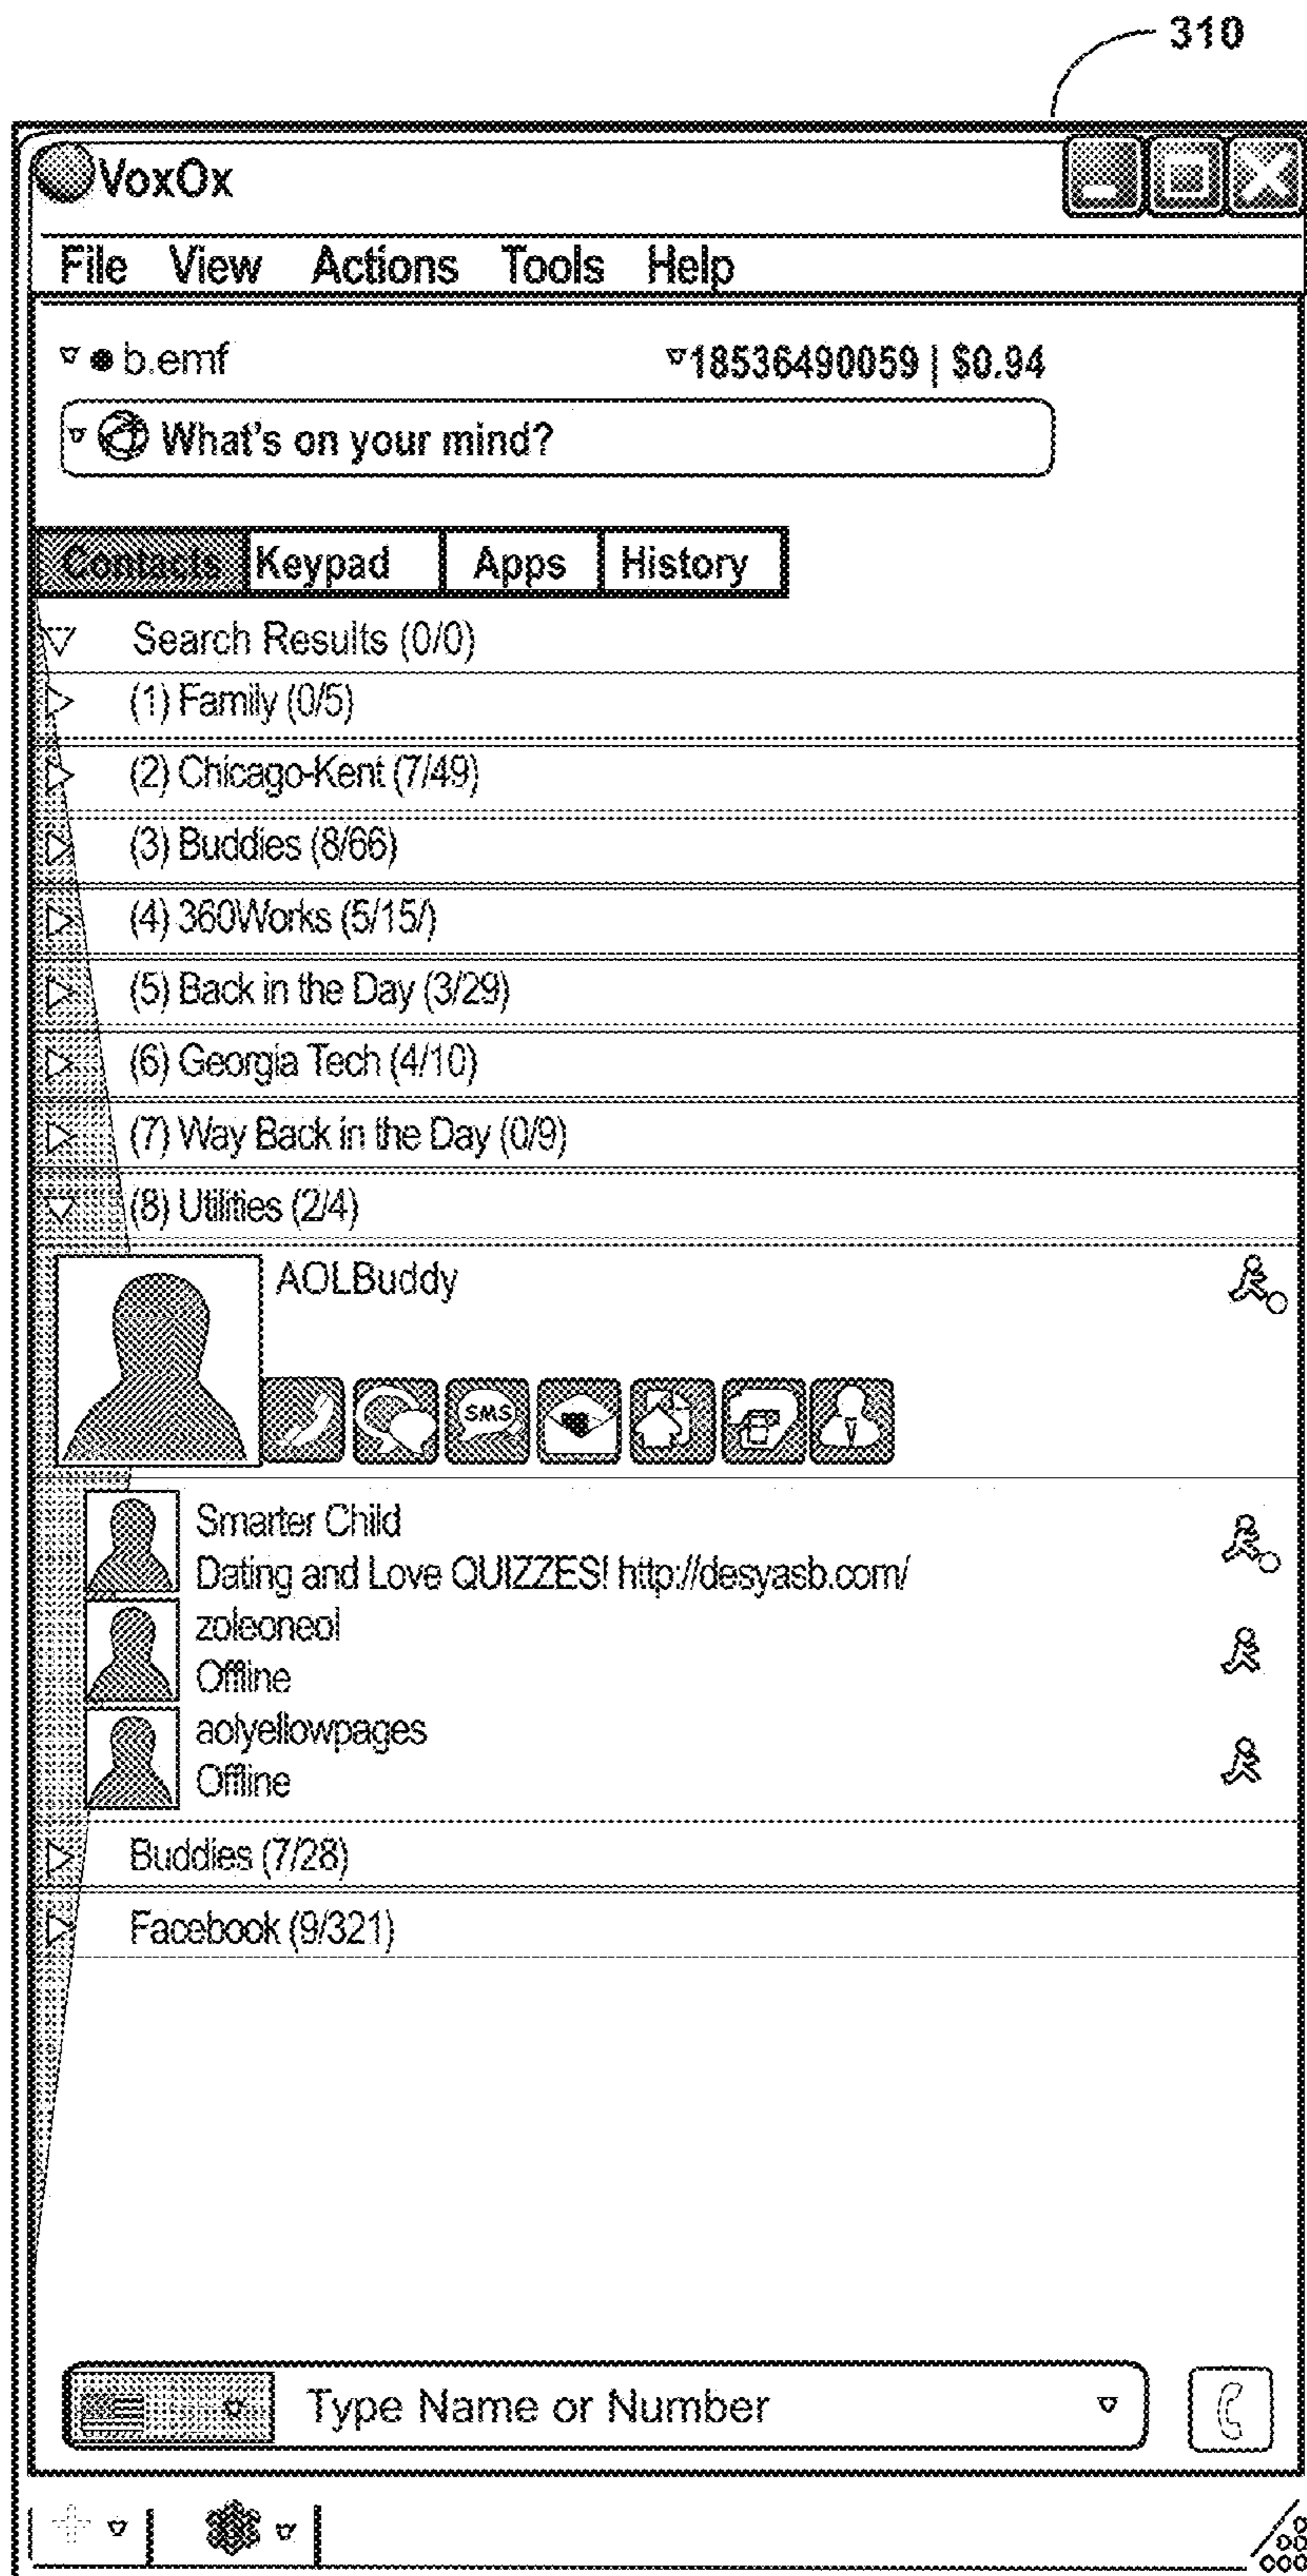 310
VoxOx
File View Actions Tools Help
b.emf 18536490059 | $0.94
What's on your mind?
Contacts Keypad Apps History
Search Results (0/0)
(1) Family (0/5)
(2) Chicago-Kent (7/49)
(3) Buddies (8/66)
(4) 360Works (5/15/)
(5) Back in the Day (3/29)
(6) Georgia Tech (4/10)
(7) Way Back in the Day (0/9)
(8) Utilities (2/4)
AOLBuddy
SMS
Smarter Child
Dating and Love QUIZZES! http://desyasb.com/
zoleoneol
Offline
aolyellowpages
Offline
Buddies (7/28)
Facebook (9/321)
Type Name or Number